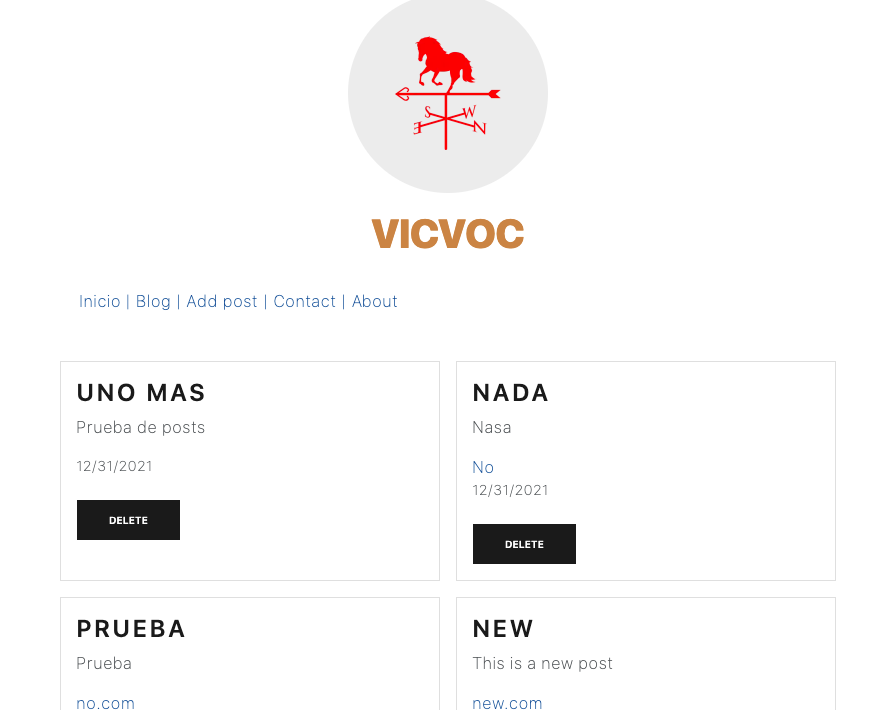 S W
E N
VICVOC
Inicio | Blog | Add post | Contact | About
UNO MAS
Prueba de posts
12/31/2021
DELETE
NADA
Nasa
No
12/31/2021
DELETE
PRUEBA
Prueba
no.com
NEW
This is a new post
new.com